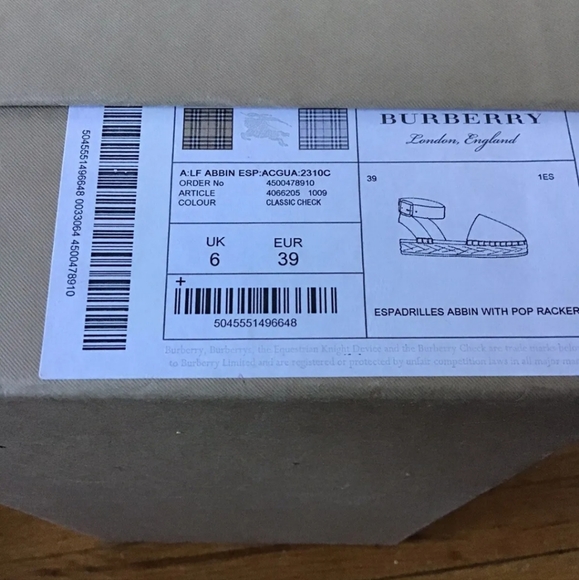 5045551496648 0033064 4500478910
A:LF ABBIN ESP:ACGUA:2310C
ORDER No 4500478910
ARTICLE 4066205 1009
COLOUR CLASSIC CHECK
UK EUR
6 39
+
5045551496648
BURBERRY
London, England
39 1ES
ESPADRILLES ABBIN WITH POP RACKER
Burberry, Burberrys, the Equestrian Knight Device and the Burberry Check are trade marks belo
to Burberry Limited and are registered or protected by unfair competition laws in all major